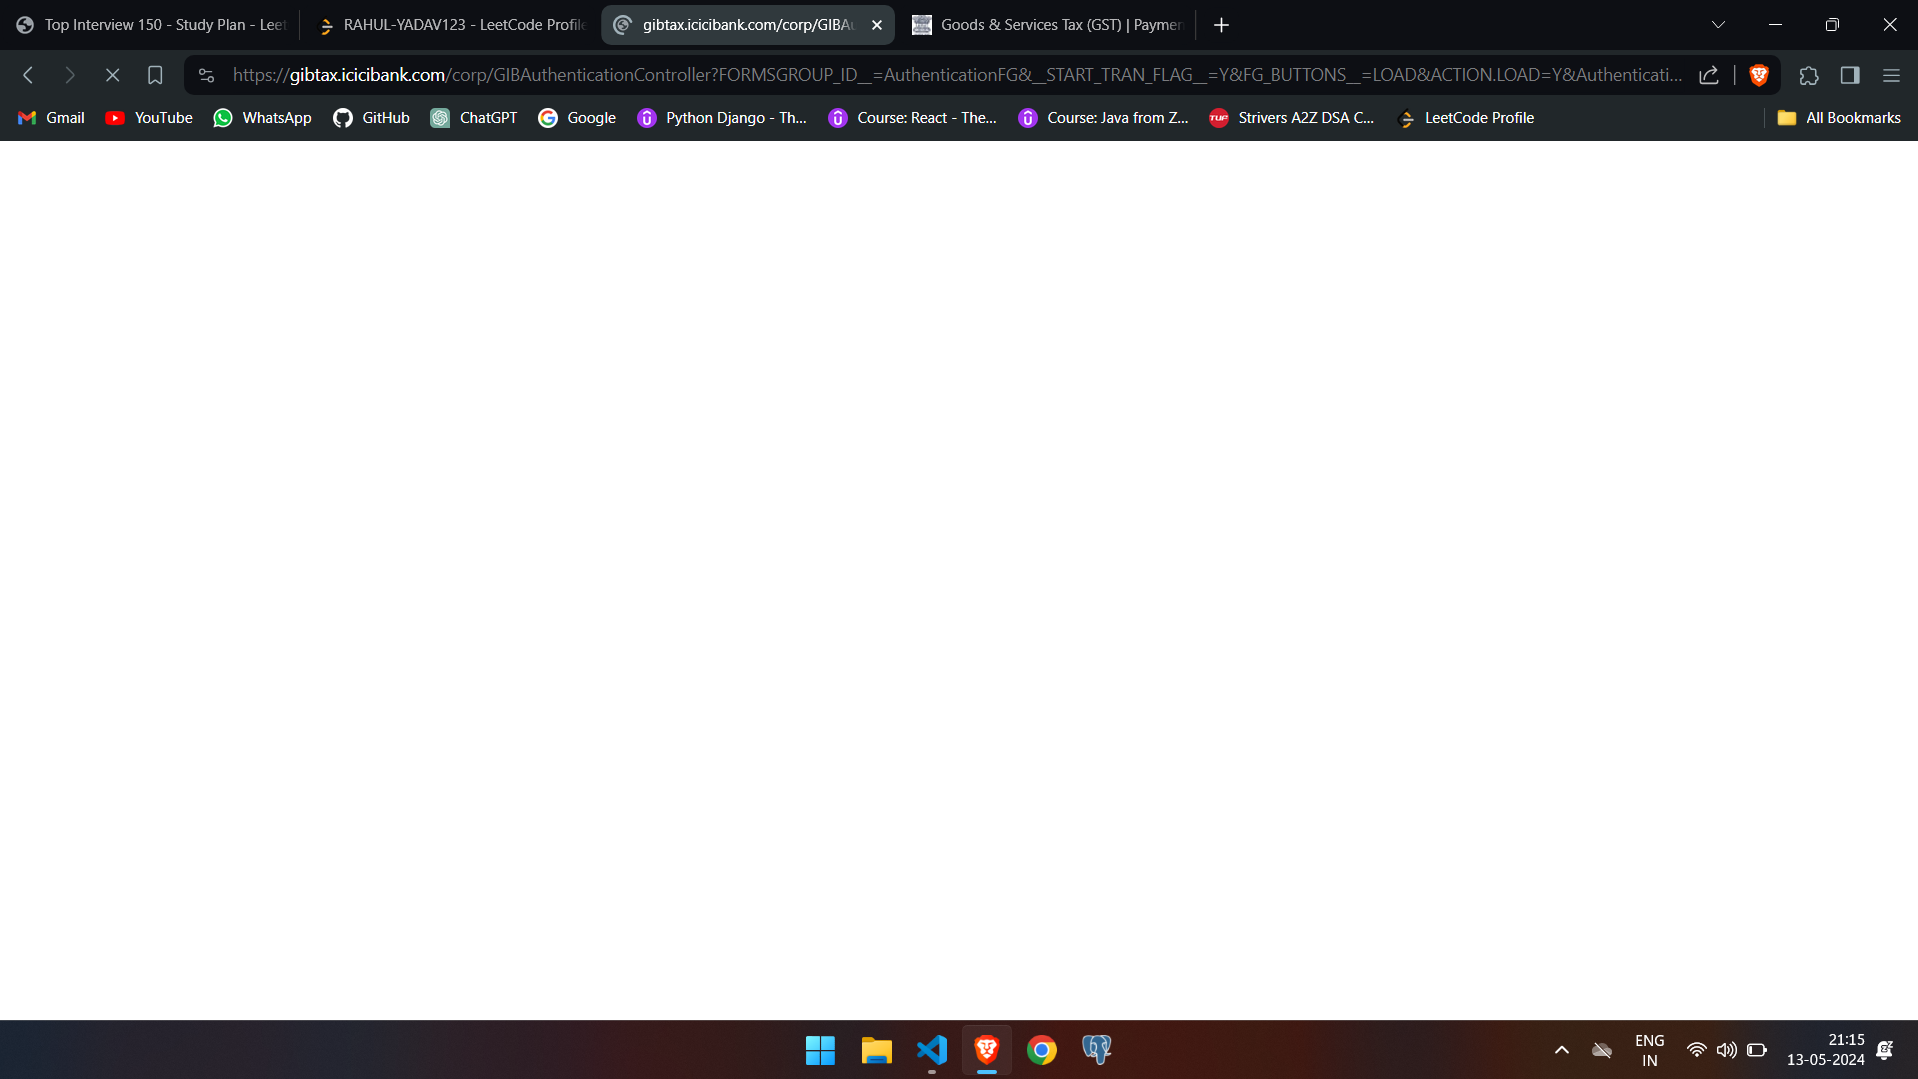 Top Interview 150 - Study Plan - Leet
RAHUL-YADAV123 - LeetCode Profile
gibtax.icicibank.com/corp/GIBAu
Goods & Services Tax (GST) | Paymen
https://gibtax.icicibank.com/corp/GIBAuthenticationController?FORMSGROUP_ID__=AuthenticationFG&__START_TRAN_FLAG__=Y&FG_BUTTONS__=LOAD&ACTION.LOAD=Y&Authenticati...
Gmail
YouTube
WhatsApp
GitHub
ChatGPT
Google
Python Django - Th...
Course: React - The...
Course: Java from Z...
TUF
Strivers A2Z DSA C...
LeetCode Profile
All Bookmarks
ENG
IN
21:15
13-05-2024